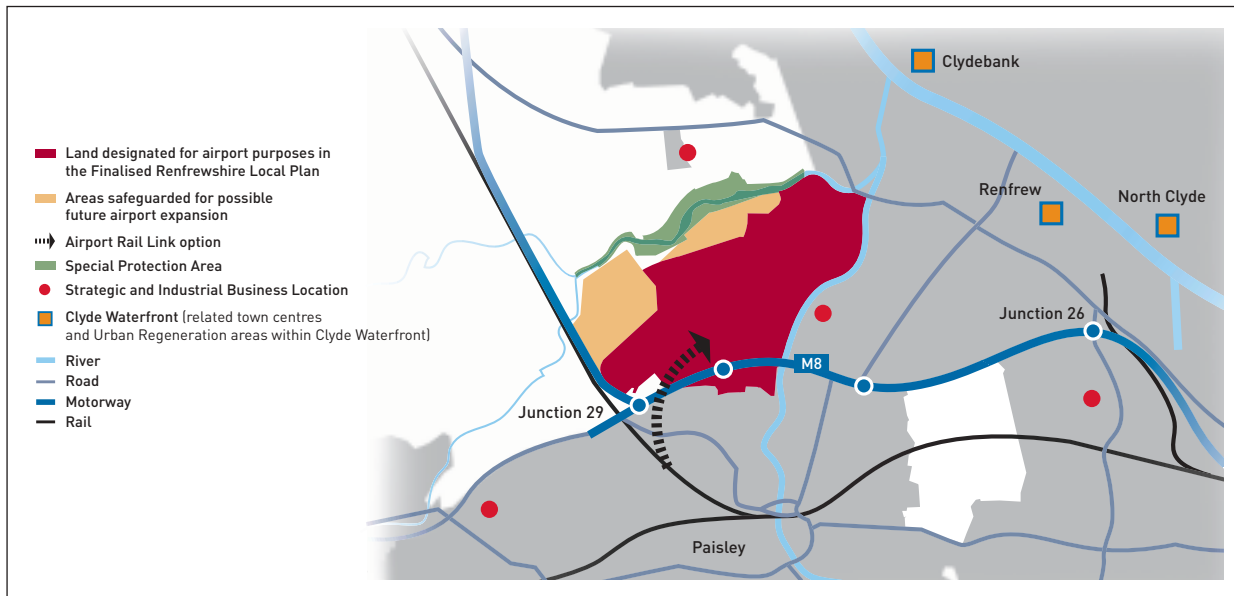 Land designated for airport purposes in
the Finalised Renfrewshire Local Plan
Areas safeguarded for possible
future airport expansion
Airport Rail Link option
Special Protection Area
Strategic and Industrial Business Location
Clyde Waterfront (related town centres
and Urban Regeneration areas within Clyde Waterfront)
River
Road
Motorway
Rail
Clydebank
Renfrew
North Clyde
Junction 26
M8
Junction 29
Paisley